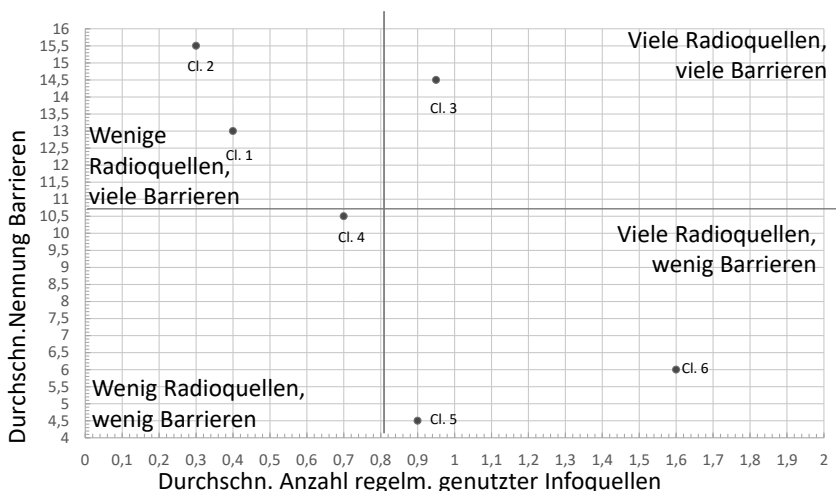 Durchschn.Nennung Barrieren
16
15,5
15
14,5
14
13,5
13
12,5
12
11,5
11
10,5
10
9,5
9
8,5
8
7,5
7
6,5
6
5,5
5
4,5
4
Viele Radioquellen,
viele Barrieren
Cl. 2
Cl. 3
Wenige
Radioquellen,
viele Barrieren
Cl. 1
Cl. 4
Viele Radioquellen,
wenig Barrieren
Cl. 6
Wenig Radioquellen,
wenig Barrieren
Cl. 5
0 0,1 0,2 0,3 0,4 0,5 0,6 0,7 0,8 0,9 1 1,1 1,2 1,3 1,4 1,5 1,6 1,7 1,8 1,9 2
Durchschn. Anzahl regelm. genutzter Infoquellen